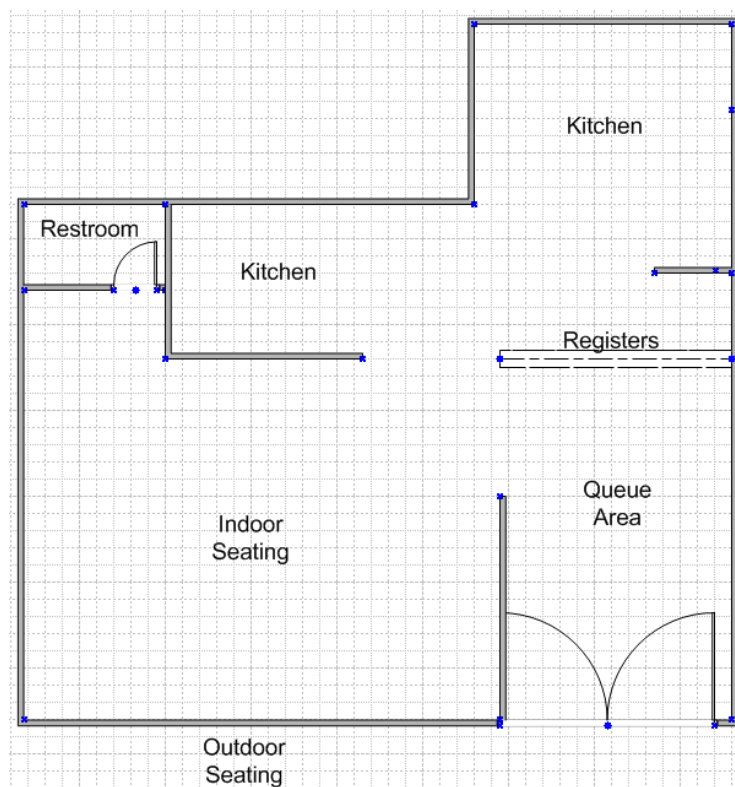 Kitchen
Restroom
Kitchen
Registers
Queue
Area
Indoor
Seating
Outdoor
Seating